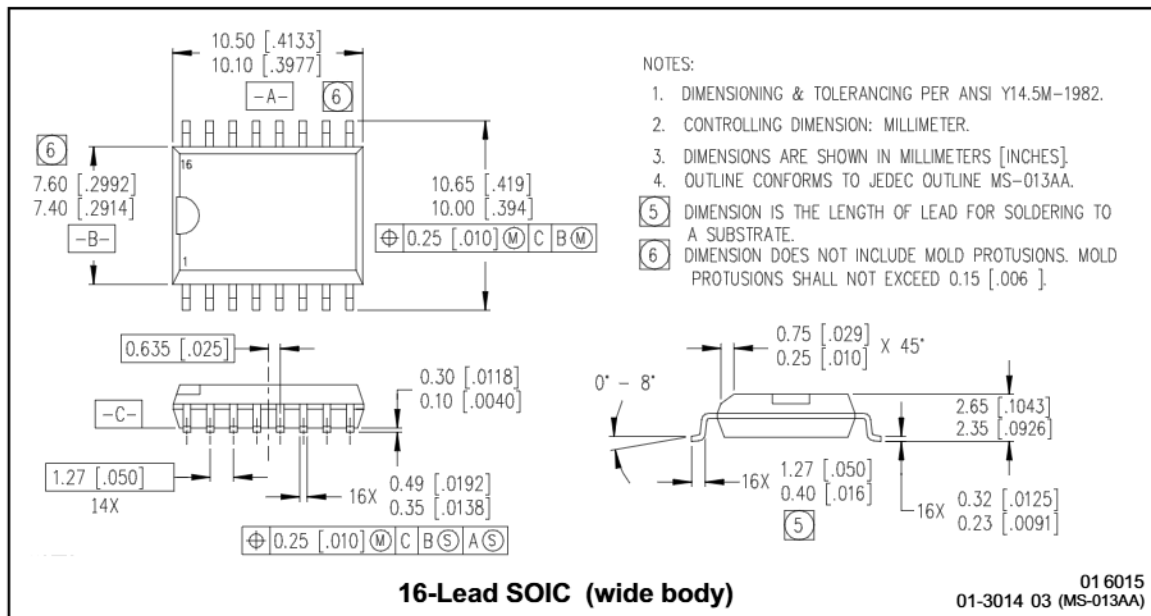 10.50 [.4133]
10.10 [.3977]
-A- 6
6
7.60 [.2992]
7.40 [.2914]
-B-
16
1
10.65 [.419]
10.00 [.394]
⌖ 0.25 [.010] Ⓜ C B Ⓜ
NOTES:
1. DIMENSIONING & TOLERANCING PER ANSI Y14.5M-1982.
2. CONTROLLING DIMENSION: MILLIMETER.
3. DIMENSIONS ARE SHOWN IN MILLIMETERS [INCHES].
4. OUTLINE CONFORMS TO JEDEC OUTLINE MS-013AA.
5 DIMENSION IS THE LENGTH OF LEAD FOR SOLDERING TO
A SUBSTRATE.
6 DIMENSION DOES NOT INCLUDE MOLD PROTUSIONS. MOLD
PROTUSIONS SHALL NOT EXCEED 0.15 [.006 ].
0.635 [.025]
0.30 [.0118]
0.10 [.0040]
-C-
1.27 [.050]
14X
16X 0.49 [.0192]
0.35 [.0138]
⌖ 0.25 [.010] Ⓜ C B Ⓢ A Ⓢ
0.75 [.029]
0.25 [.010] X 45°
0° - 8°
2.65 [.1043]
2.35 [.0926]
16X 1.27 [.050]
0.40 [.016]
5
16X 0.32 [.0125]
0.23 [.0091]
16-Lead SOIC (wide body)
01 6015
01-3014 03 (MS-013AA)